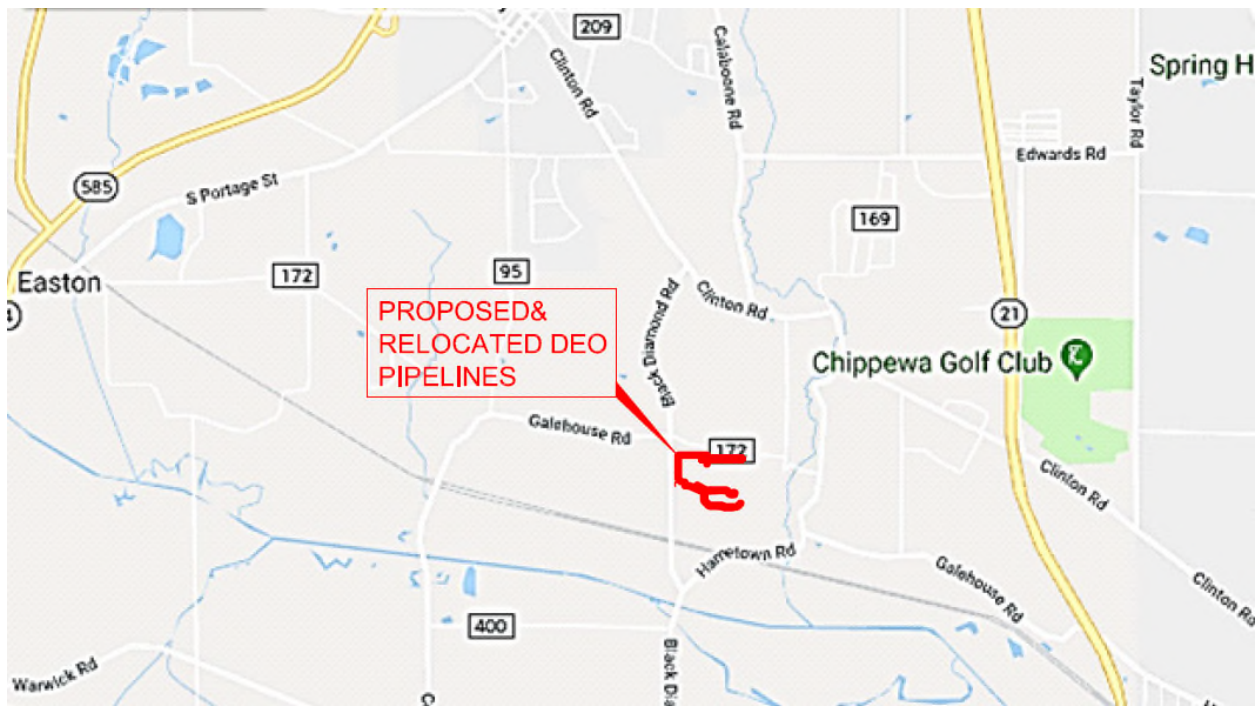 209
Clinton Rd
Calaboone Rd
Spring H
Taylor Rd
Edwards Rd
585
S Portage St
169
Easton
172
95
Clinton Rd
21
PROPOSED&
RELOCATED DEO
PIPELINES
Black Diamond Rd
Chippewa Golf Club
Galehouse Rd
172
Clinton Rd
Hametown Rd
Galehouse Rd
Clinton Rd
400
Warwick Rd
Black Dia
4